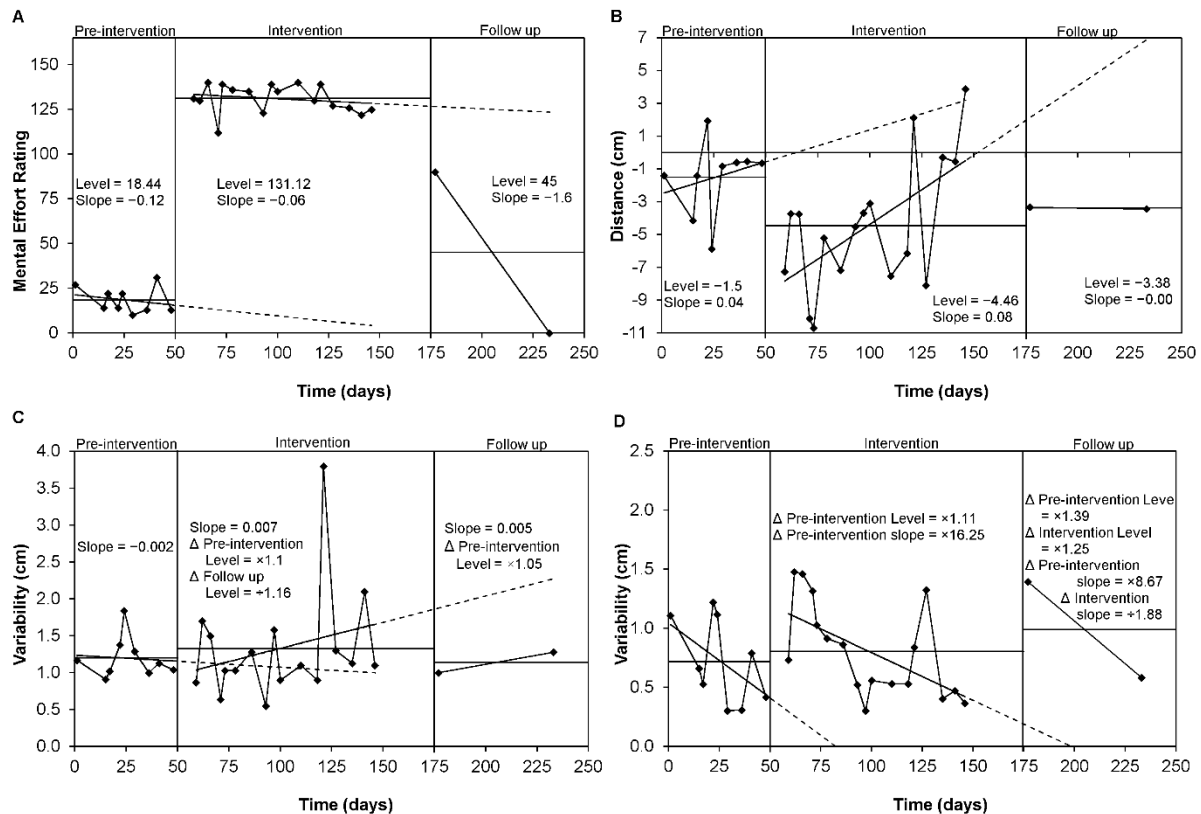 A
Pre-intervention Intervention Follow up
150
125
100
75
50
25
0
Mental Effort Rating
Level = 18.44
Slope = −0.12
Level = 131.12
Slope = −0.06
Level = 45
Slope = −1.6
0 25 50 75 100 125 150 175 200 225 250
Time (days)
B
Pre-intervention Intervention Follow up
7
5
3
1
-1
-3
-5
-7
-9
-11
Distance (cm)
Level = −1.5
Slope = 0.04
Level = −4.46
Slope = 0.08
Level = −3.38
Slope = −0.00
0 25 50 75 100 125 150 175 200 225 250
Time (days)
C
Pre-intervention Intervention Follow up
4.0
3.5
3.0
2.5
2.0
1.5
1.0
0.5
0.0
Variability (cm)
Slope = −0.002
Slope = 0.007
Δ Pre-intervention
Level = ×1.1
Δ Follow up
Level = ÷1.16
Slope = 0.005
Δ Pre-intervention
Level = ×1.05
0 25 50 75 100 125 150 175 200 225 250
Time (days)
D
Pre-intervention Intervention Follow up
2.5
2.0
1.5
1.0
0.5
0.0
Variability (cm)
Δ Pre-intervention Level = ×1.11
Δ Pre-intervention slope = ×16.25
Δ Pre-intervention Leve
= ×1.39
Δ Intervention Level
= ×1.25
Δ Pre-intervention
slope = ×8.67
Δ Intervention
slope = ÷1.88
0 25 50 75 100 125 150 175 200 225 250
Time (days)